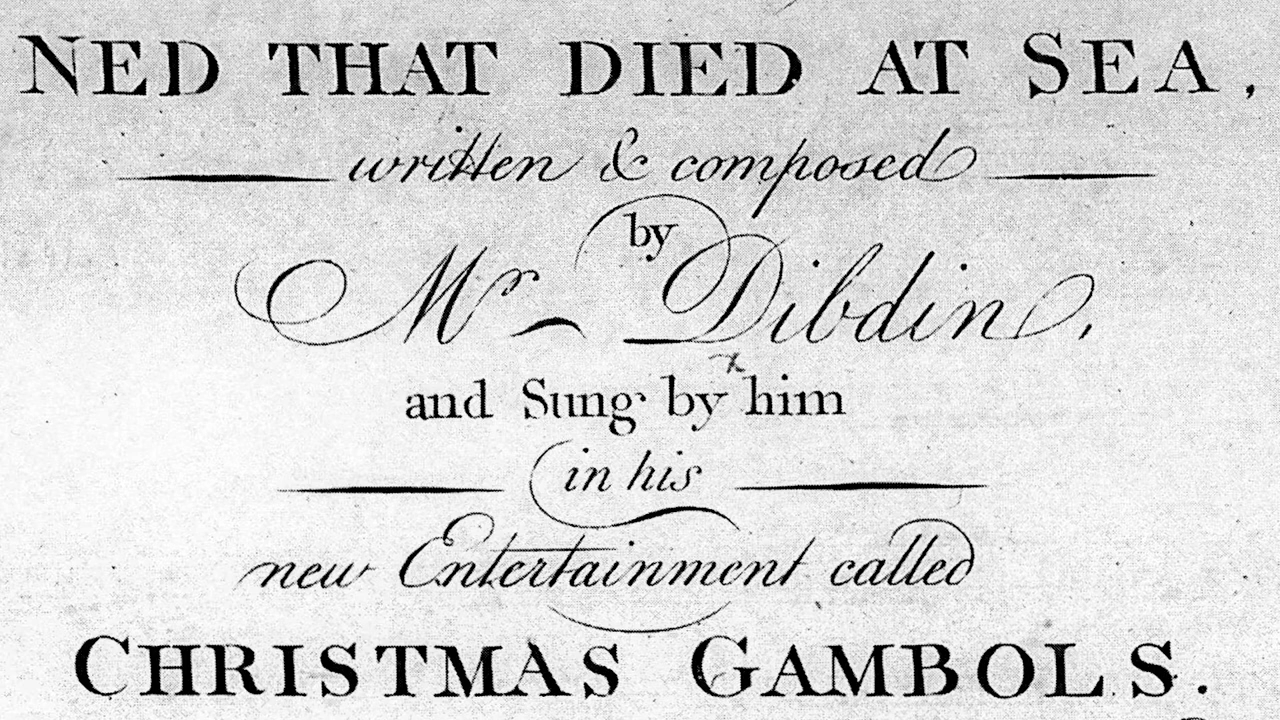 NED THAT DIED AT SEA,
written & composed
by
Mr Dibdin,
and Sung by him
in his
new Entertainment called
CHRISTMAS GAMBOLS.